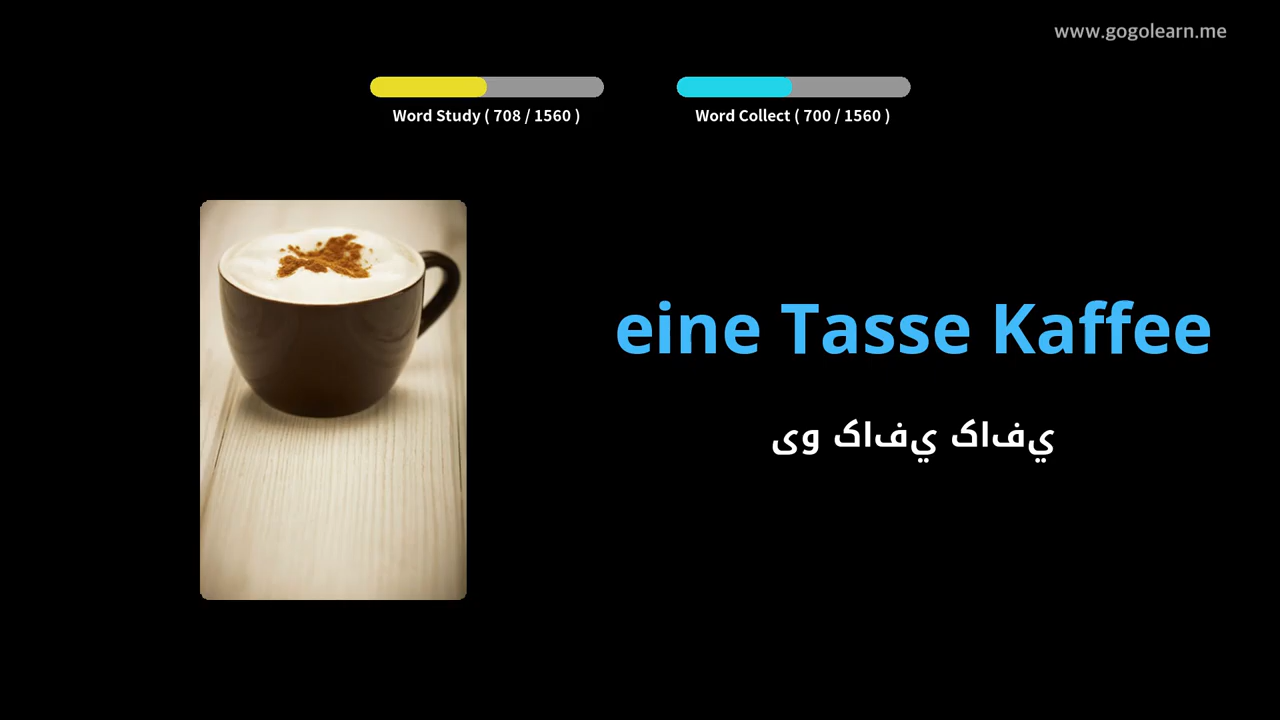 www.gogolearn.me
Word Study ( 708 / 1560 )
Word Collect ( 700 / 1560 )
eine Tasse Kaffee
يفاک يفاک وی